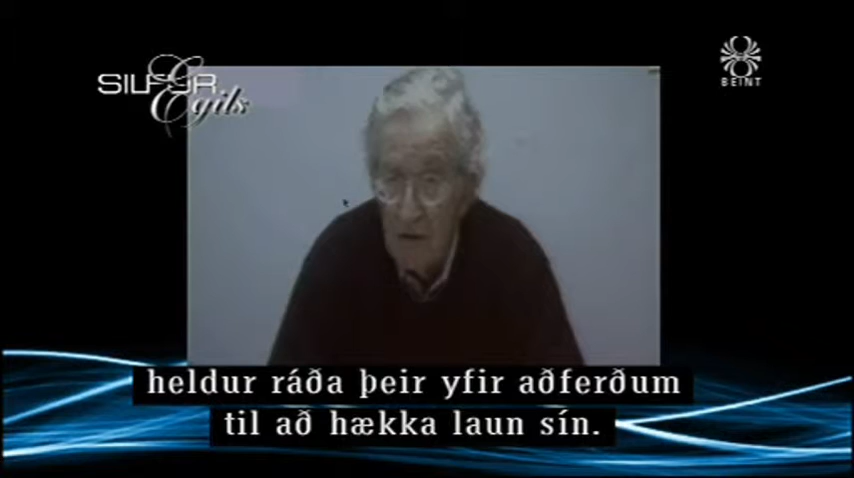 SILFUR
Egils
BEINT
heldur ráða þeir yfir aðferðum
til að hækka laun sín.